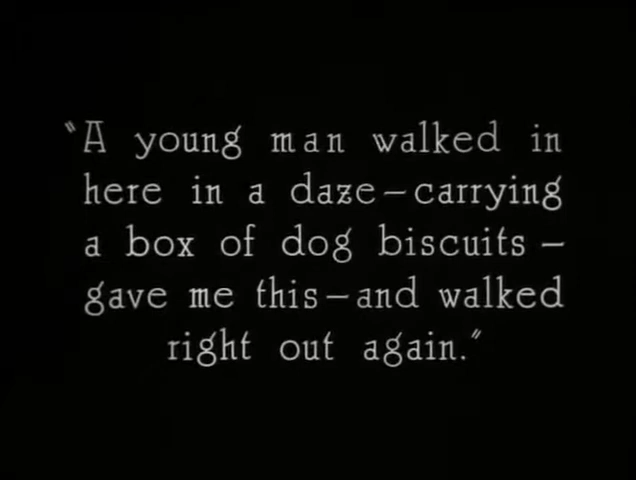 "A young man walked in
here in a daze—carrying
a box of dog biscuits—
gave me this—and walked
right out again."